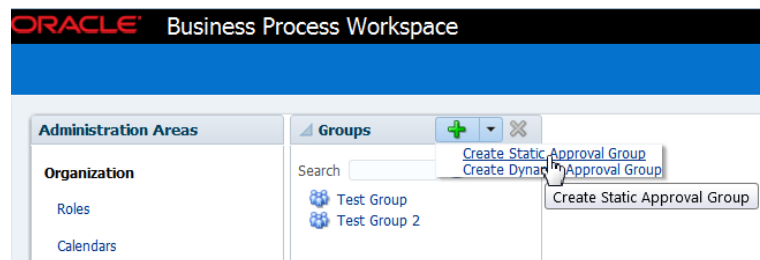 ORACLE® Business Process Workspace
Administration Areas
Groups
Create Static Approval Group
Create Dynamic Approval Group
Organization
Search
Roles
Test Group
Create Static Approval Group
Test Group 2
Calendars